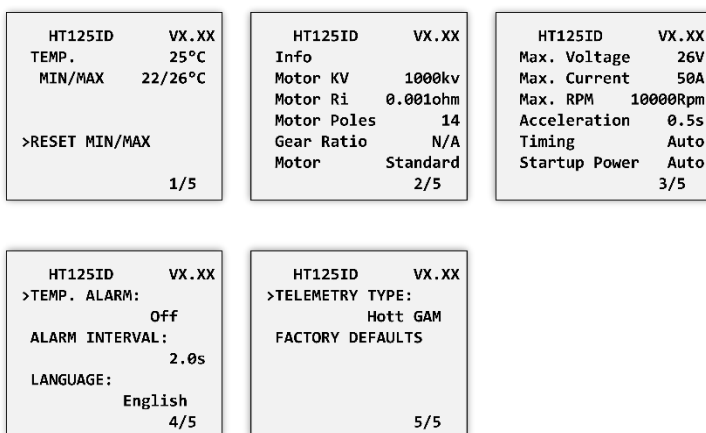 HT125ID VX.XX
TEMP. 25°C
MIN/MAX 22/26°C
>RESET MIN/MAX
1/5
HT125ID VX.XX
Info
Motor KV 1000kv
Motor Ri 0.001ohm
Motor Poles 14
Gear Ratio N/A
Motor Standard
2/5
HT125ID VX.XX
Max. Voltage 26V
Max. Current 50A
Max. RPM 10000Rpm
Acceleration 0.5s
Timing Auto
Startup Power Auto
3/5
HT125ID VX.XX
>TEMP. ALARM:
Off
ALARM INTERVAL:
2.0s
LANGUAGE:
English
4/5
HT125ID VX.XX
>TELEMETRY TYPE:
Hott GAM
FACTORY DEFAULTS
5/5